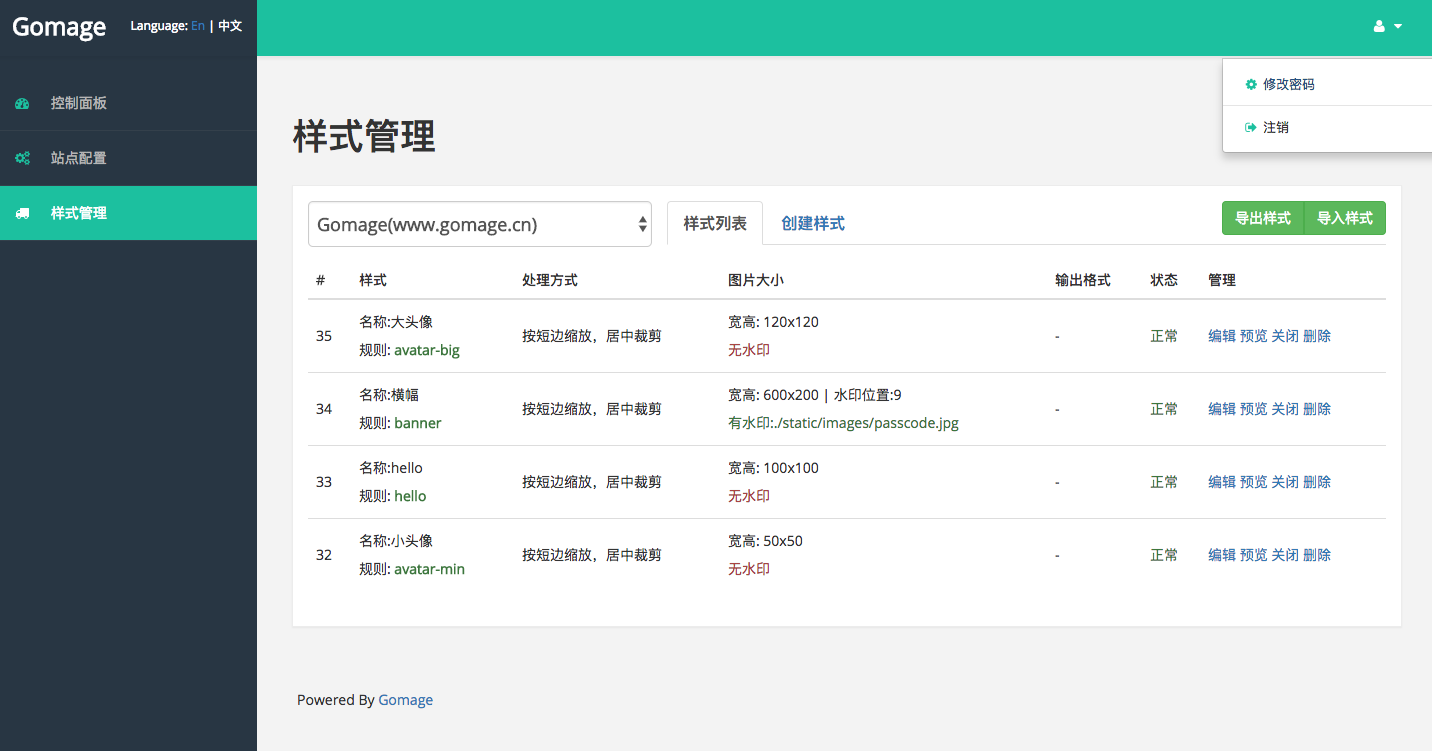 Gomage
Language: En | 中文
修改密码
注销
控制面板
站点配置
样式管理
样式管理
Gomage(www.gomage.cn)
样式列表 创建样式
导出样式 导入样式
# 样式 处理方式 图片大小 输出格式 状态 管理
名称:大头像 宽高: 120x120
35 按短边缩放，居中裁剪 - 正常 编辑 预览 关闭 删除
规则: avatar-big 无水印
名称:横幅 宽高: 600x200 | 水印位置:9
34 按短边缩放，居中裁剪 - 正常 编辑 预览 关闭 删除
规则: banner 有水印:./static/images/passcode.jpg
名称:hello 宽高: 100x100
33 按短边缩放，居中裁剪 - 正常 编辑 预览 关闭 删除
规则: hello 无水印
名称:小头像 宽高: 50x50
32 按短边缩放，居中裁剪 - 正常 编辑 预览 关闭 删除
规则: avatar-min 无水印
Powered By Gomage